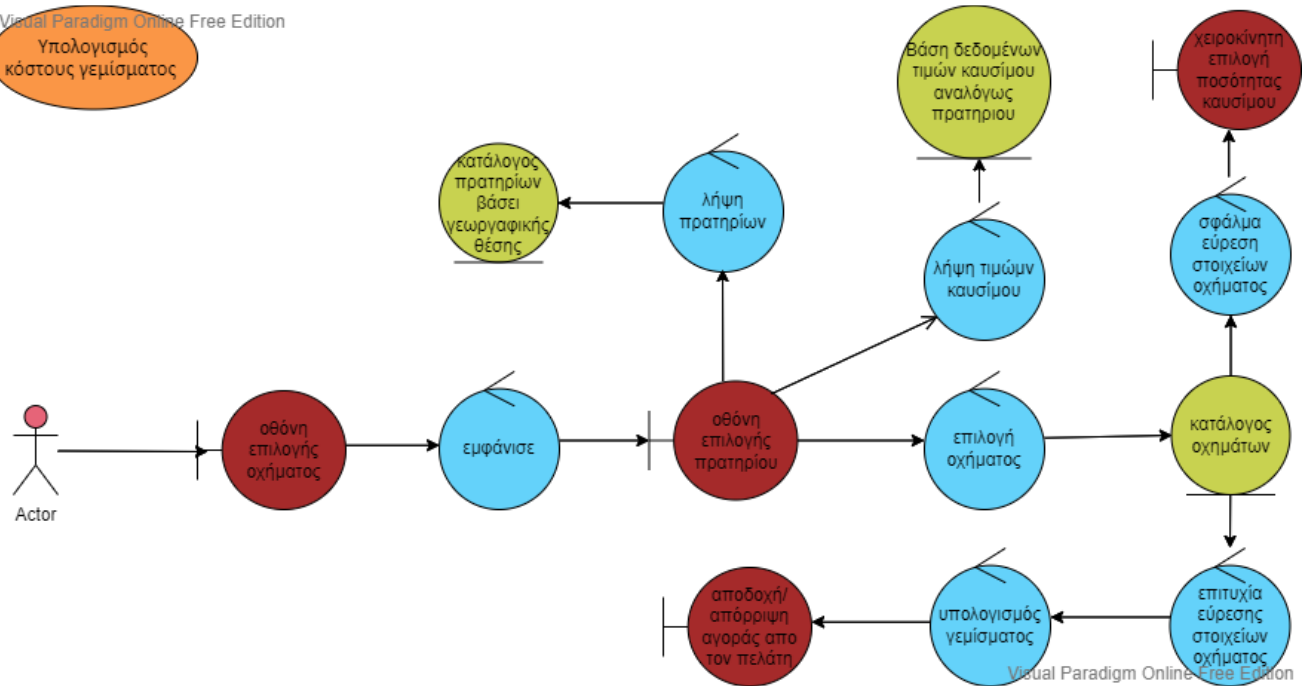 Visual Paradigm Online Free Edition
Υπολογισμός
κόστους γεμίσματος
Βάση δεδομένων
τιμών καυσίμου
αναλόγως
πρατηριου
χειροκίνητη
επιλογή
ποσότητας
καυσίμου
κατάλογος
πρατηρίων
βάσει
γεωργαφικής
θέσης
λήψη
πρατηρίων
λήψη τιμώμν
καυσίμου
σφάλμα
εύρεση
στοιχείων
οχήματος
Actor
οθόνη
επιλογής
οχήματος
εμφάνισε
οθόνη
επιλογής
πρατηρίου
επιλογή
οχήματος
κατάλογος
οχημάτων
αποδοχή/
απόρριψη
αγοράς απο
τον πελάτη
υπολογισμός
γεμίσματος
επιτυχία
εύρεσης
στοιχείων
οχήματος
Visual Paradigm Online Free Edition